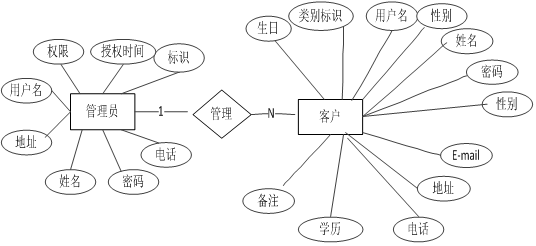 类别标识
用户名
性别
生日
姓名
权限
授权时间
标识
密码
用户名
性别
管理员
1
管理
N
客户
地址
电话
E-mail
姓名
密码
地址
备注
学历
电话